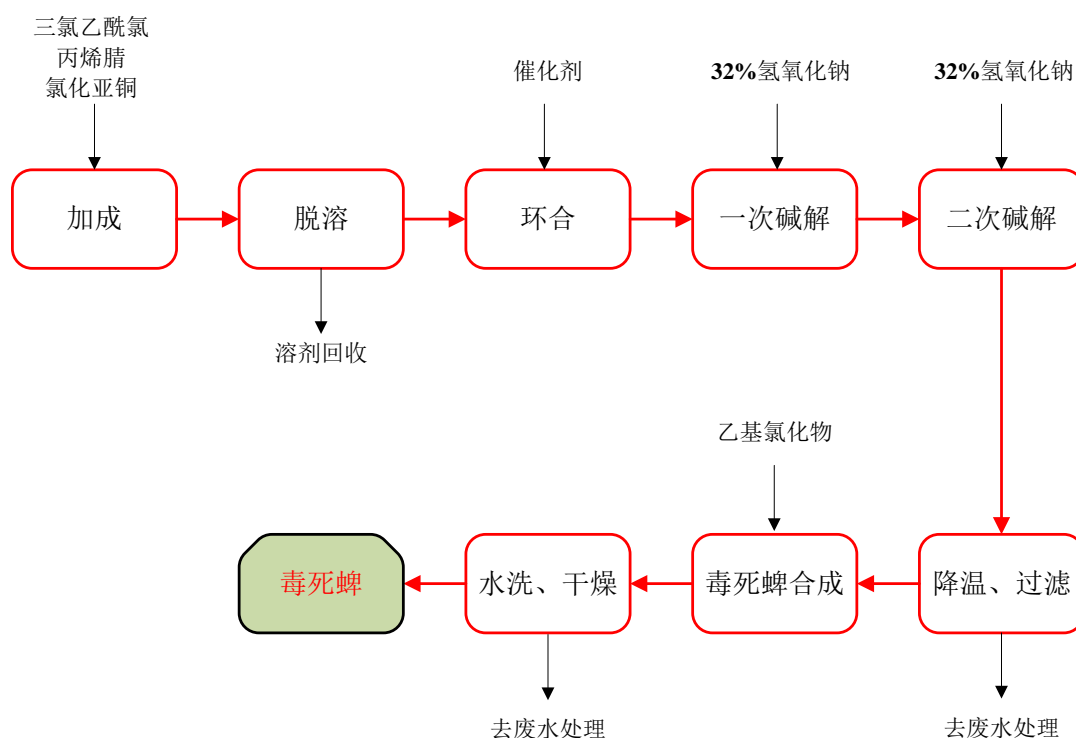 三氯乙酰氯
丙烯腈
氯化亚铜
催化剂
32%氢氧化钠
32%氢氧化钠
加成
脱溶
环合
一次碱解
二次碱解
溶剂回收
乙基氯化物
毒死蜱
水洗、干燥
毒死蜱合成
降温、过滤
去废水处理
去废水处理